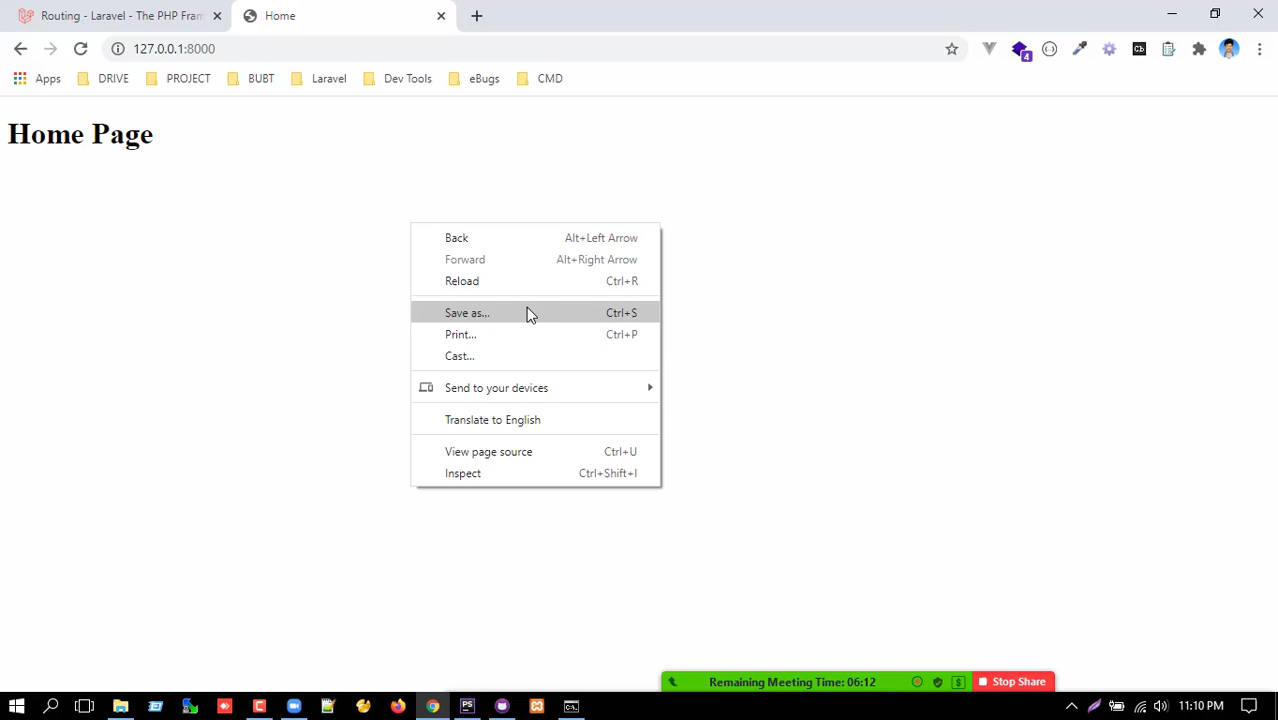 Routing - Laravel - The PHP Fram
Home
127.0.0.1:8000
4
Cb
Apps
DRIVE
PROJECT
BUBT
Laravel
Dev Tools
eBugs
CMD
Home Page
Back Alt+Left Arrow
Forward Alt+Right Arrow
Reload Ctrl+R
Save as... Ctrl+S
Print... Ctrl+P
Cast...
Send to your devices
Translate to English
View page source Ctrl+U
Inspect Ctrl+Shift+I
Remaining Meeting Time: 06:12
$
Stop Share
C
PS
11:10 PM